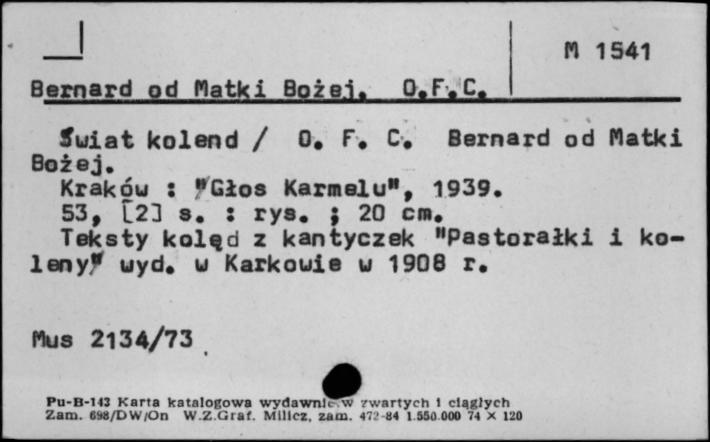 M 1541
Bernard od Matki Bożej. O.F.C.
Świat kolend / O. F. C. Bernard od Matki
Bożej.
Kraków : "Głos Karmelu", 1939.
53, [2] s. : rys. ; 20 cm.
Teksty kolęd z kantyczek "Pastorałki i ko-
leny" wyd. w Karkowie w 1908 r.
Mus 2134/73
Pu-B-143 Karta katalogowa wydawnic.w zwartych i ciągłych
Zam. 698/DW/On W.Z.Graf. Milicz, zam. 472-84 1.550.000 74 X 120